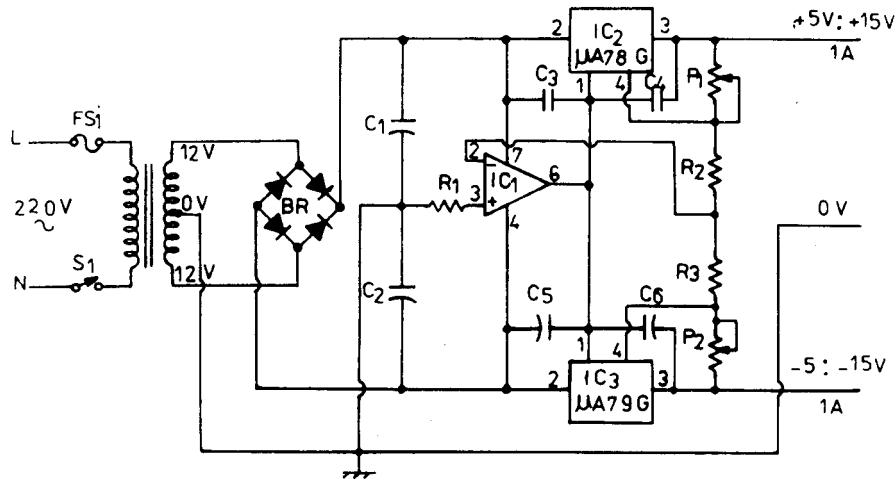 +5V: +15V
1A
2
IC2
3
μA78 G
1
4
C3
C4
P1
FS1
L
12V
C1
2
7
220V
0V
BR
R1
3
IC1
6
R2
4
0V
N
S1
12V
C2
R3
C5
C6
P2
1
4
2
IC3
3
μA79 G
-5: -15V
1A